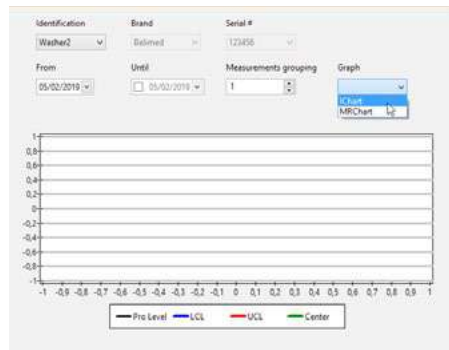 Identification Brand Serial #
Washer2 Belimed 123456
From Until Measurements grouping Graph
05/02/2019 05/02/2019 1
IChart
MRChart
1
0,8
0,6
0,4
0,2
0
-0,2
-0,4
-0,6
-0,8
-1
-1 -0,9 -0,8 -0,7 -0,6 -0,5 -0,4 -0,3 -0,2 -0,1 0 0,1 0,2 0,3 0,4 0,5 0,6 0,7 0,8 0,9 1
Pro Level LCL UCL Center